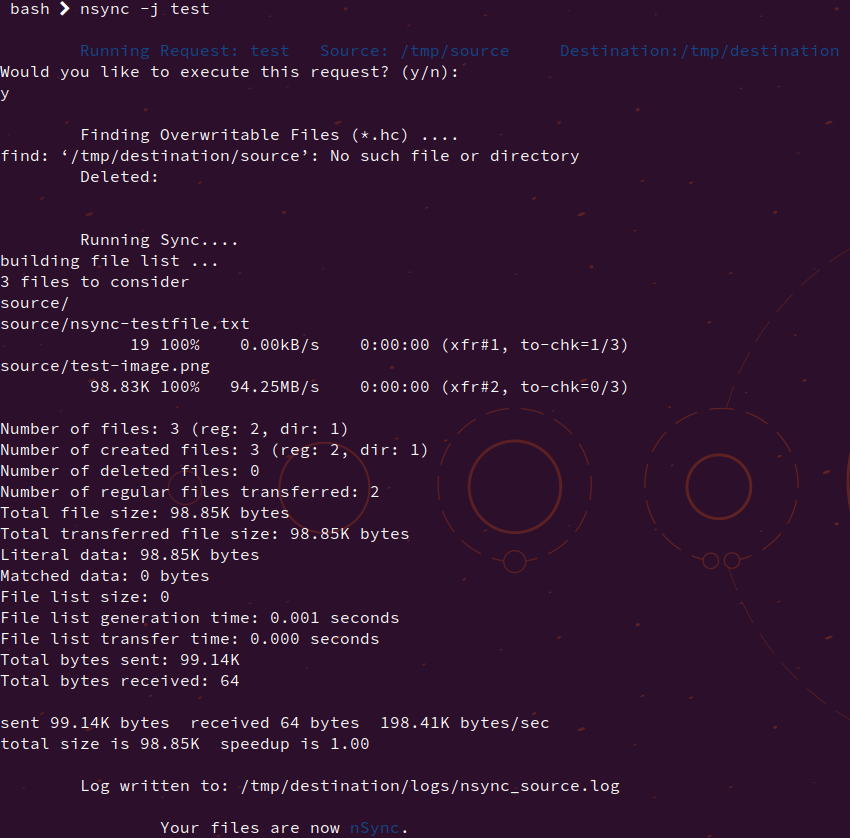 bash ❯ nsync -j test
Running Request: test Source: /tmp/source Destination:/tmp/destination
Would you like to execute this request? (y/n):
y
Finding Overwritable Files (*.hc) ....
find: ‘/tmp/destination/source’: No such file or directory
Deleted:
Running Sync....
building file list ...
3 files to consider
source/
source/nsync-testfile.txt
19 100% 0.00kB/s 0:00:00 (xfr#1, to-chk=1/3)
source/test-image.png
98.83K 100% 94.25MB/s 0:00:00 (xfr#2, to-chk=0/3)
Number of files: 3 (reg: 2, dir: 1)
Number of created files: 3 (reg: 2, dir: 1)
Number of deleted files: 0
Number of regular files transferred: 2
Total file size: 98.85K bytes
Total transferred file size: 98.85K bytes
Literal data: 98.85K bytes
Matched data: 0 bytes
File list size: 0
File list generation time: 0.001 seconds
File list transfer time: 0.000 seconds
Total bytes sent: 99.14K
Total bytes received: 64
sent 99.14K bytes received 64 bytes 198.41K bytes/sec
total size is 98.85K speedup is 1.00
Log written to: /tmp/destination/logs/nsync_source.log
Your files are now nSync.